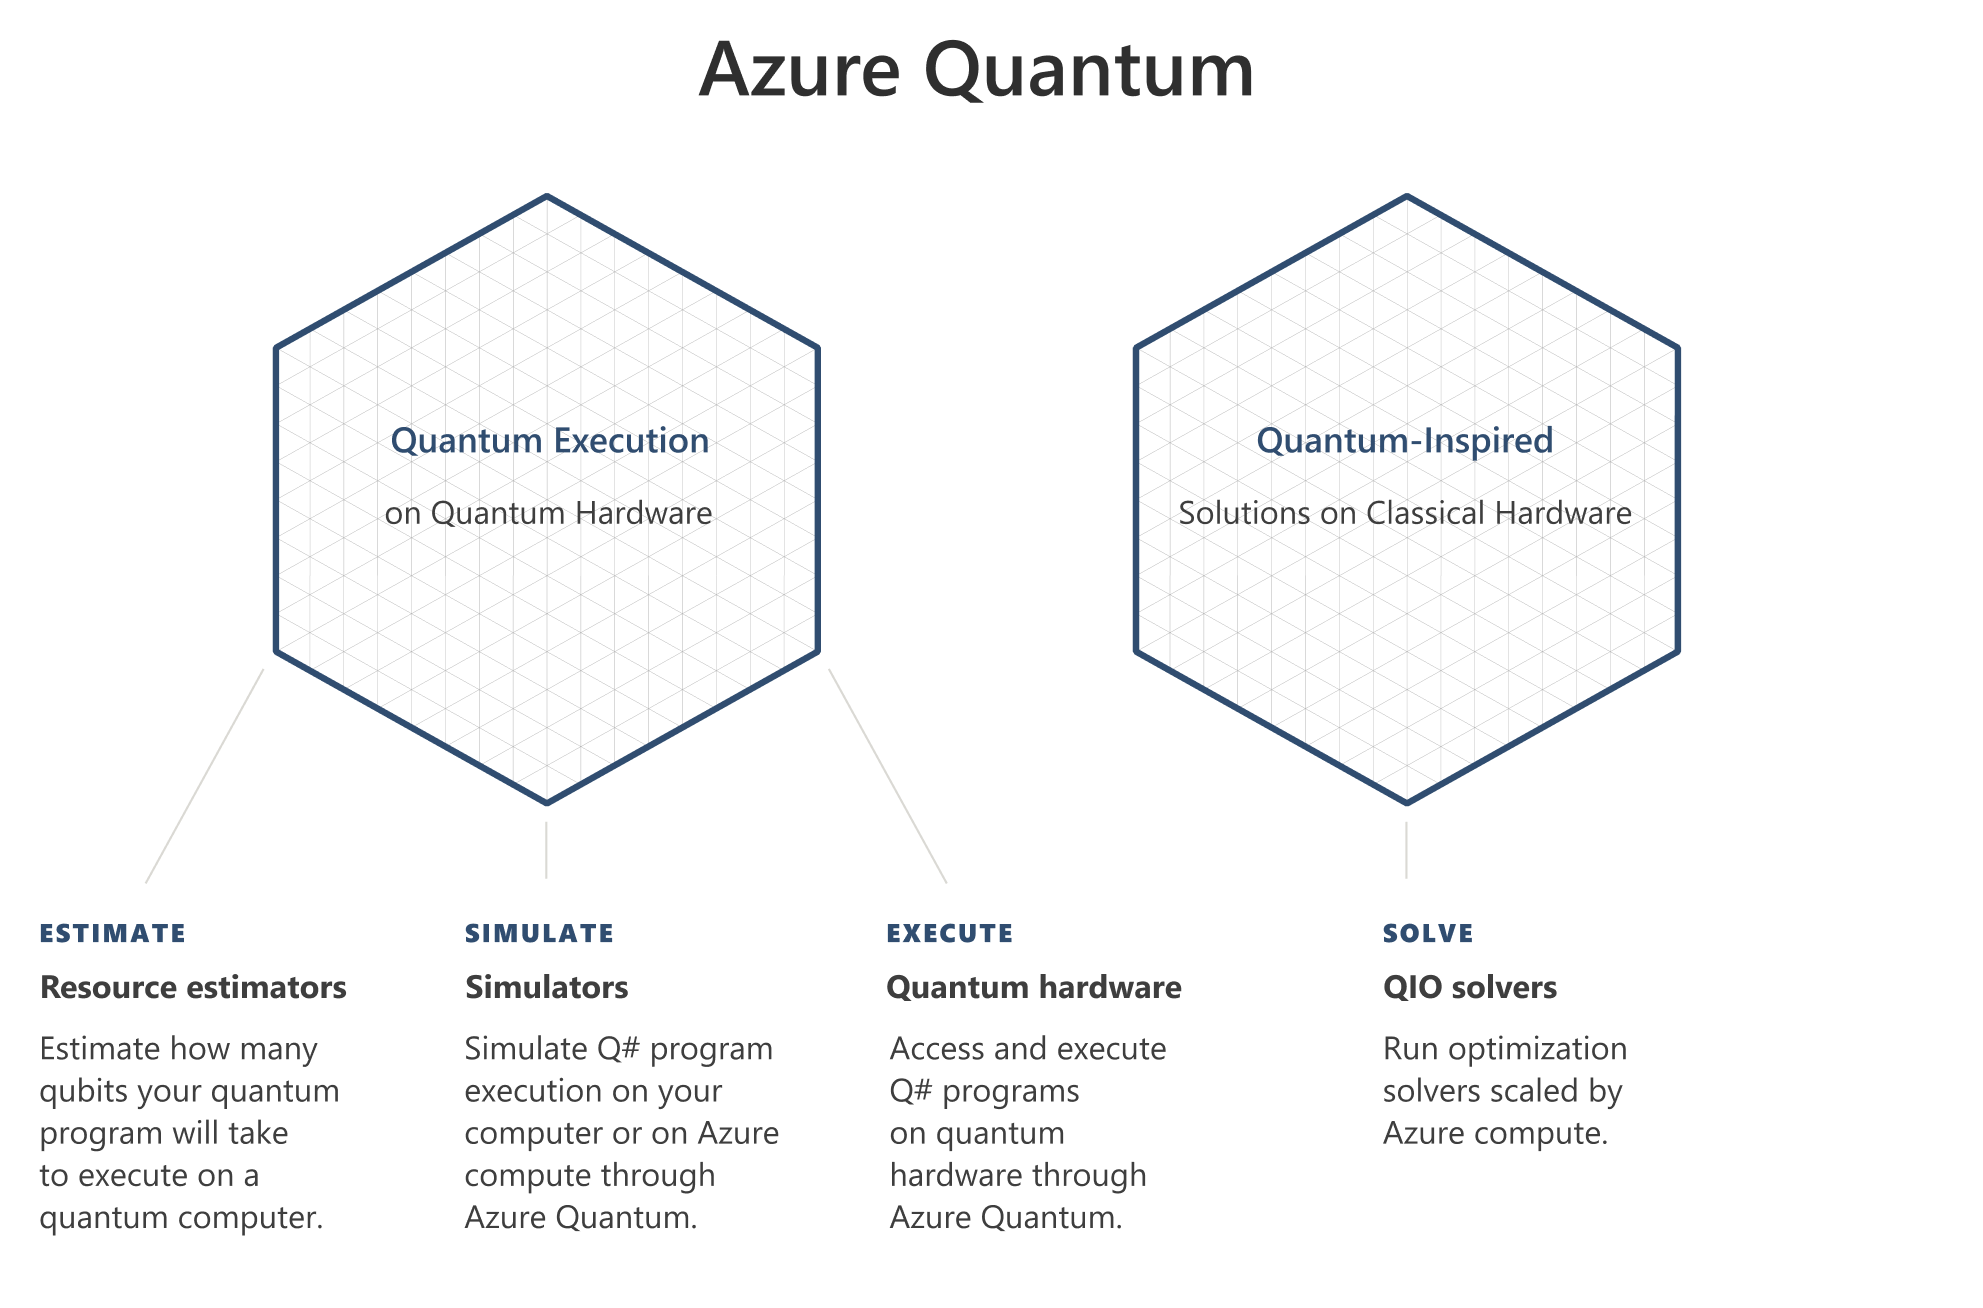 Azure Quantum
Quantum Execution
on Quantum Hardware
Quantum-Inspired
Solutions on Classical Hardware
ESTIMATE
Resource estimators
Estimate how many
qubits your quantum
program will take
to execute on a
quantum computer.
SIMULATE
Simulators
Simulate Q# program
execution on your
computer or on Azure
compute through
Azure Quantum.
EXECUTE
Quantum hardware
Access and execute
Q# programs
on quantum
hardware through
Azure Quantum.
SOLVE
QIO solvers
Run optimization
solvers scaled by
Azure compute.